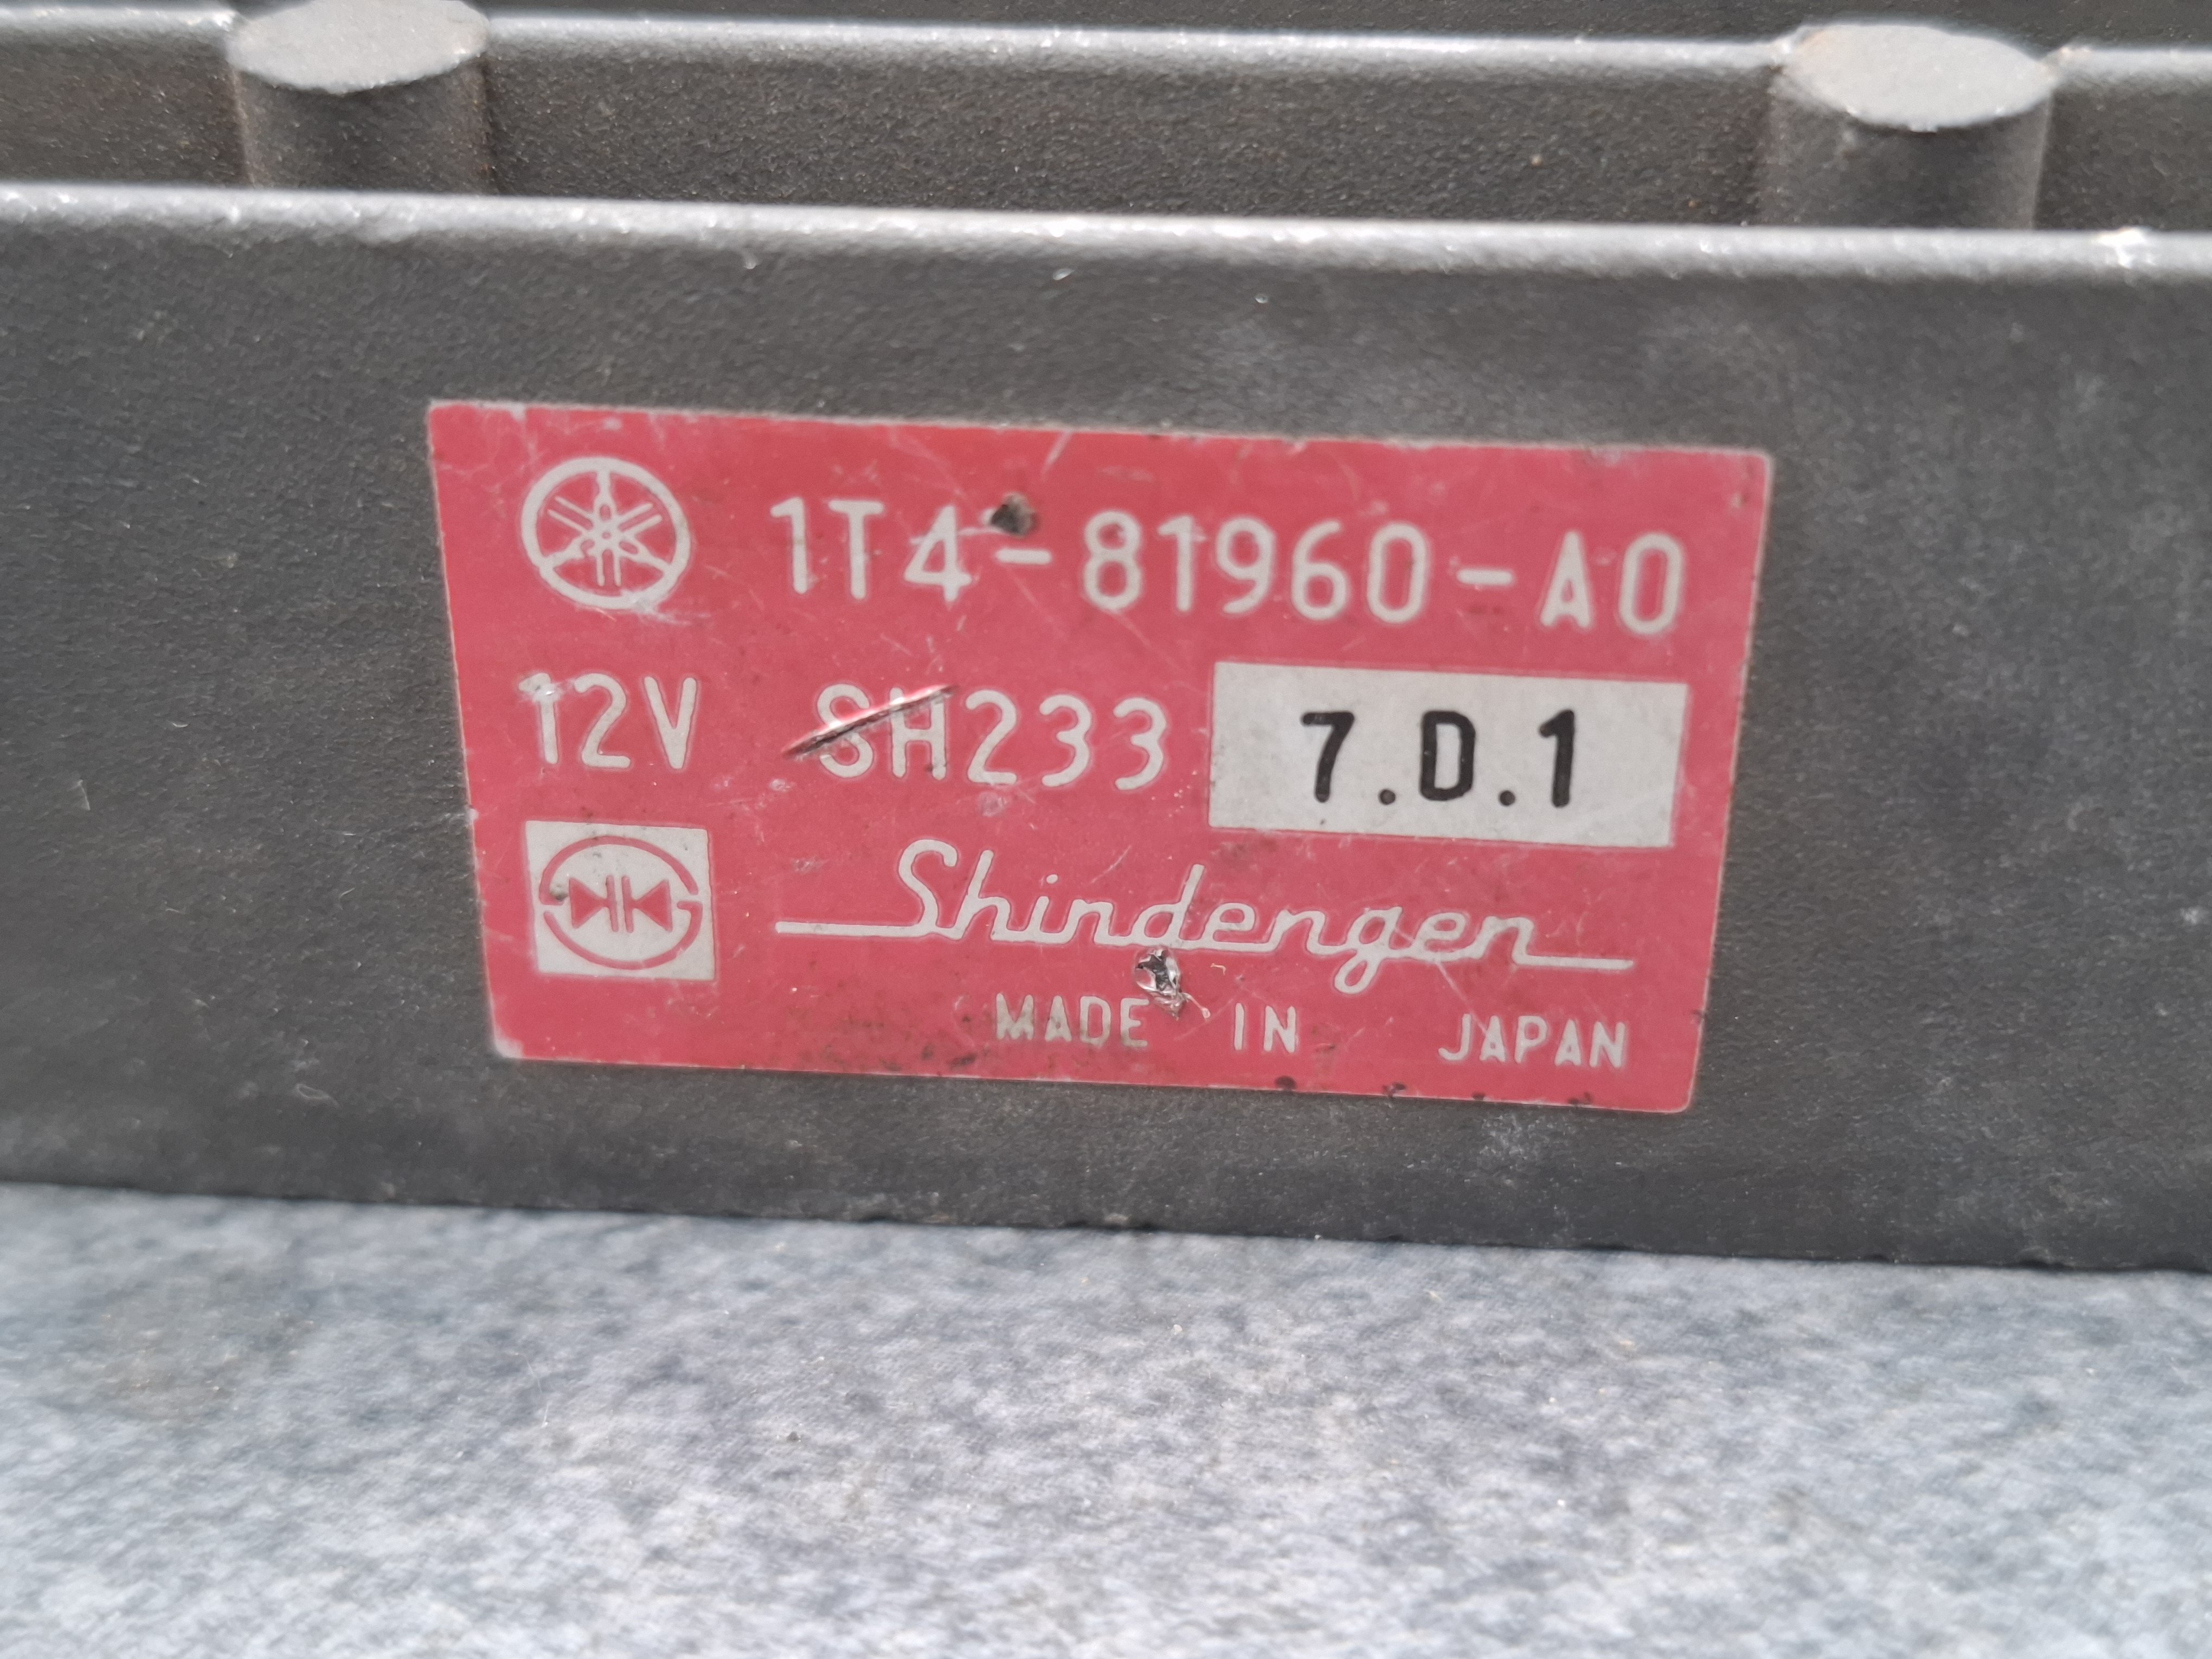 1T4-81960-A0
12V SH233 7.D.1
Shindengen
MADE IN JAPAN